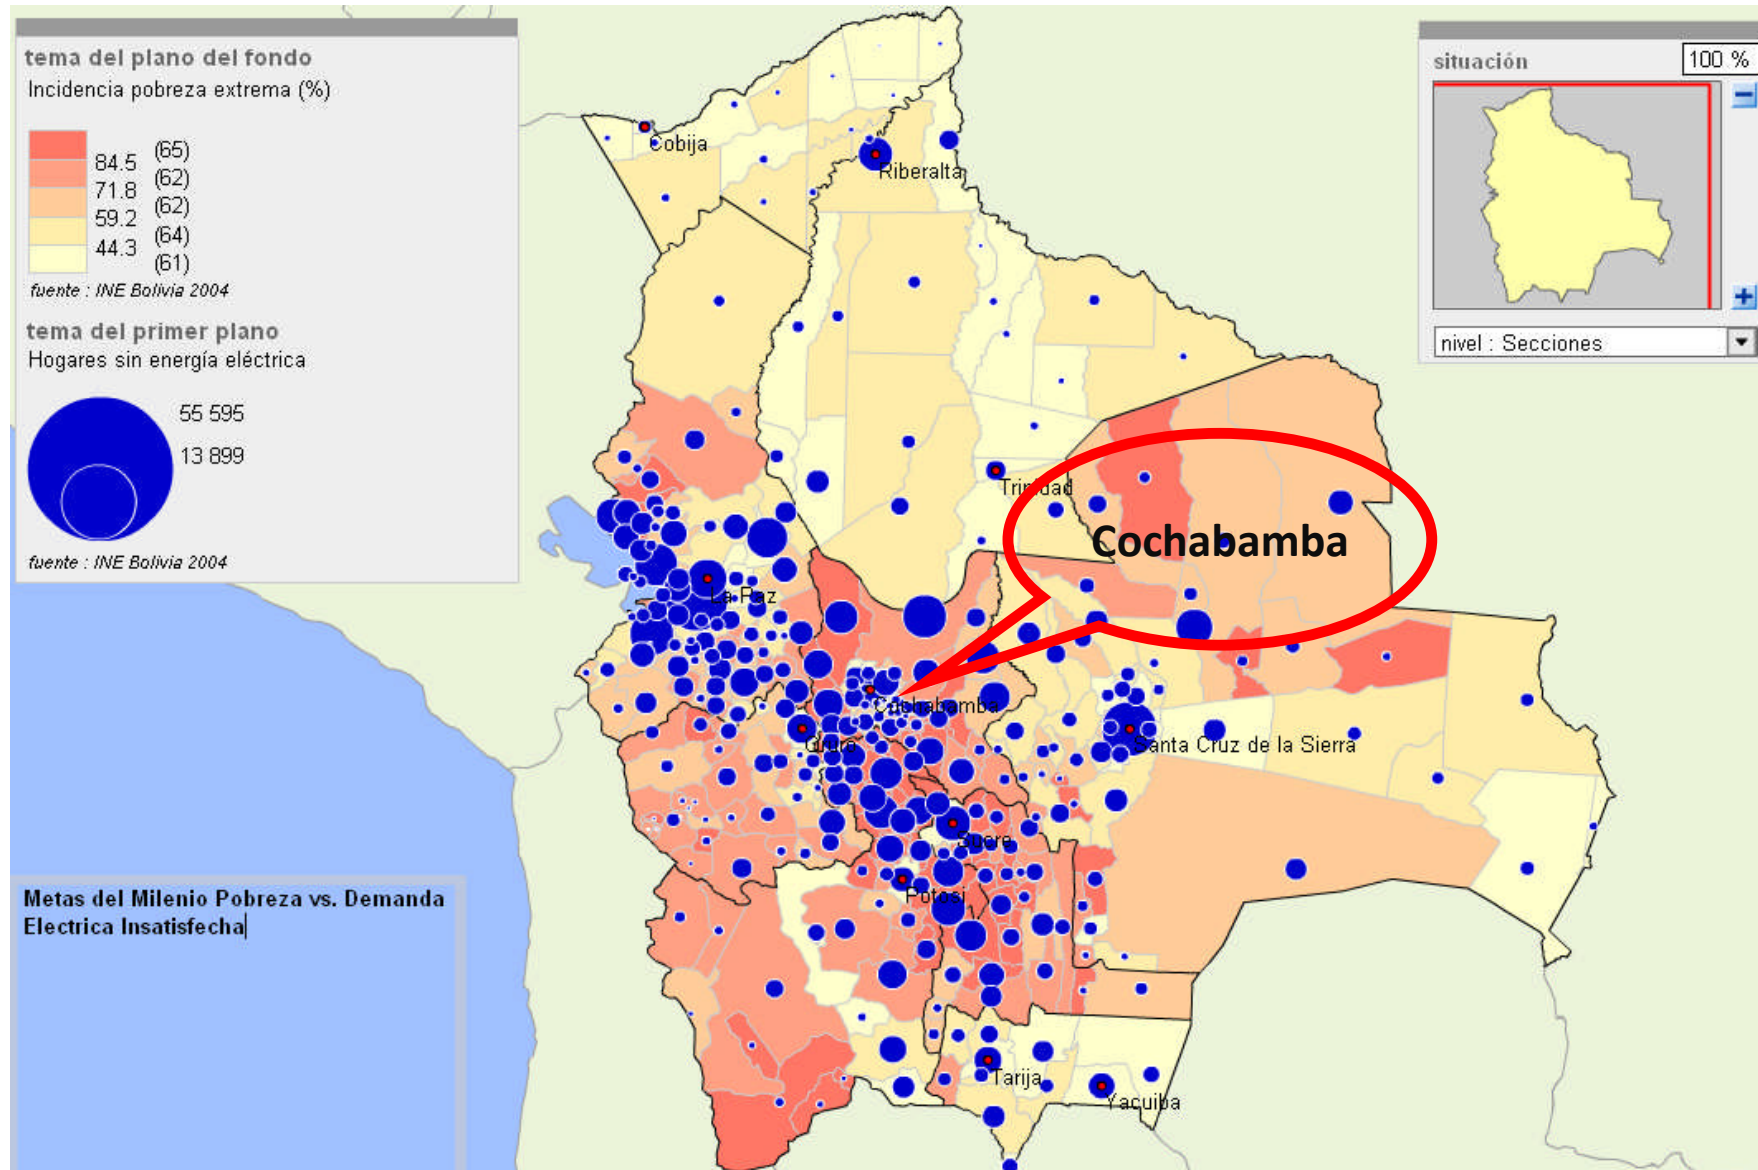 tema del plano del fondo
Incidencia pobreza extrema (%)
84.5 (65)
71.8 (62)
59.2 (62)
44.3 (64)
(61)
fuente : INE Bolivia 2004
tema del primer plano
Hogares sin energía eléctrica
55 595
13 899
fuente : INE Bolivia 2004
situación 100 %
nivel : Secciones
Cobija
Riberalta
Trinidad
Cochabamba
La Paz
Cochabamba
Oruro
Santa Cruz de la Sierra
Sucre
Potosi
Tarija
Yacuiba
Metas del Milenio Pobreza vs. Demanda
Electrica Insatisfecha